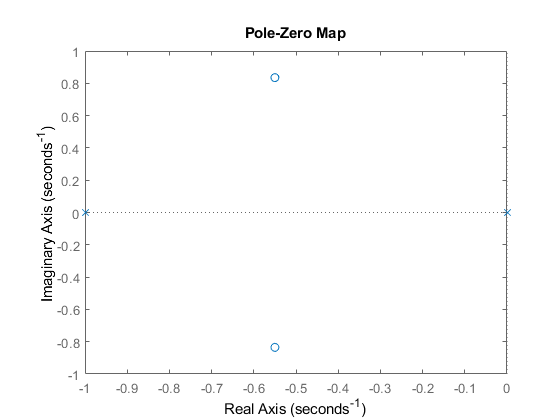 Pole-Zero Map
Imaginary Axis (seconds⁻¹)
1
0.8
0.6
0.4
0.2
0
-0.2
-0.4
-0.6
-0.8
-1
-1 -0.9 -0.8 -0.7 -0.6 -0.5 -0.4 -0.3 -0.2 -0.1 0
Real Axis (seconds⁻¹)